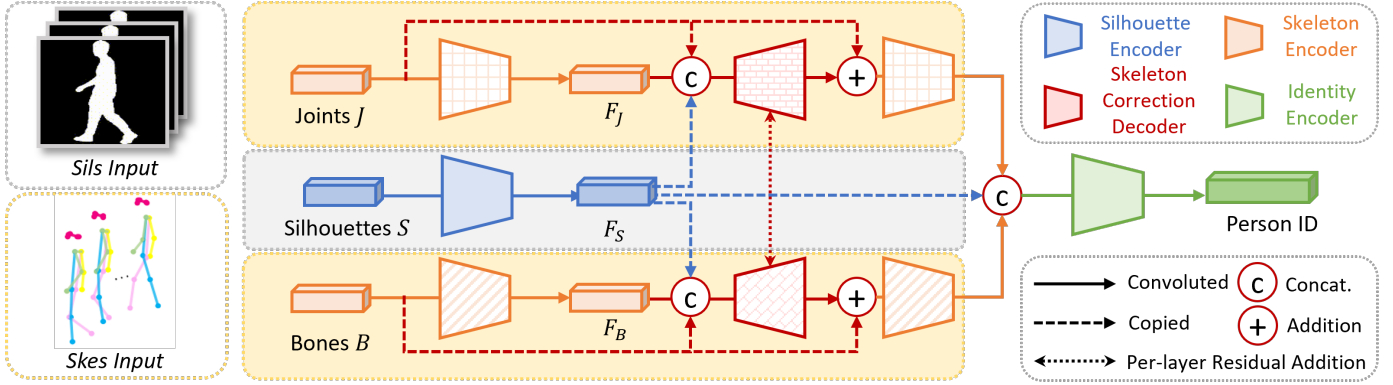 Sils Input
Skes Input
Joints J
F_J
c
+
Silhouettes S
F_S
c
Bones B
F_B
c
+
Person ID
Silhouette
Encoder
Skeleton
Encoder
Skeleton
Correction
Decoder
Identity
Encoder
Convoluted
c Concat.
Copied
+ Addition
Per-layer Residual Addition